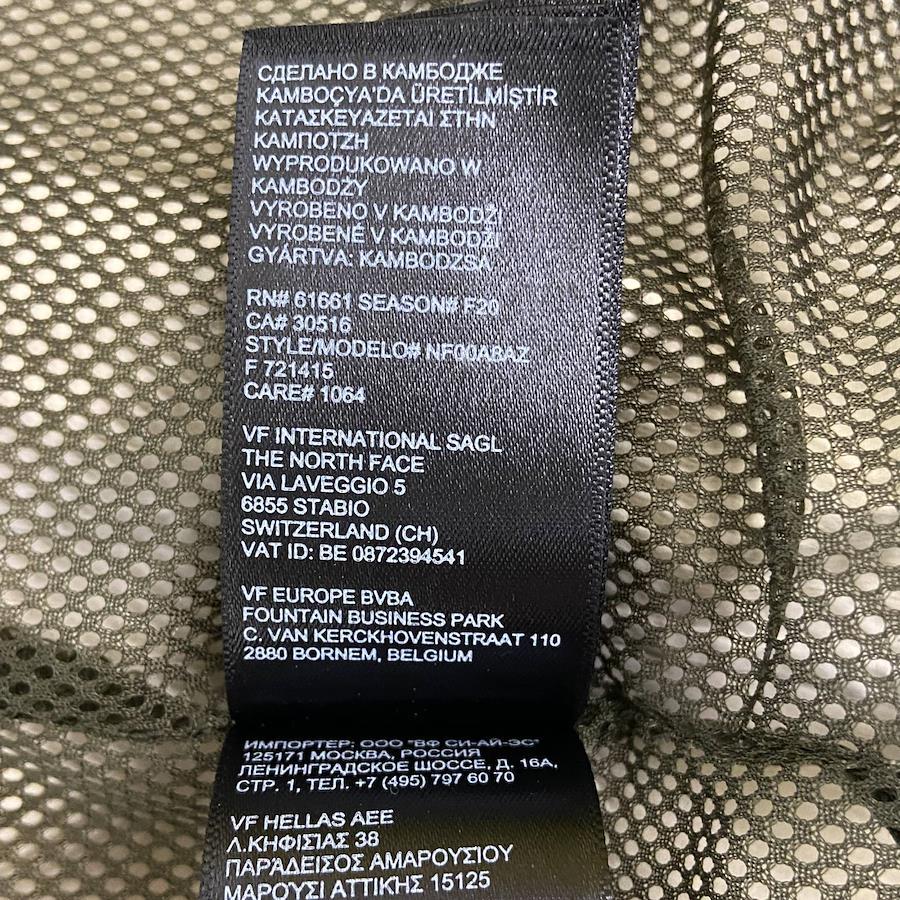 СДЕЛАНО В КАМБОДЖЕ
KAMBOÇYA'DA ÜRETİLMİŞTİR
ΚΑΤΑΣΚΕΥΑΖΕΤΑΙ ΣΤΗΝ
ΚΑΜΠΟΤΖΗ
WYPRODUKOWANO W
KAMBODŻY
VYROBENO V KAMBODŽI
VYROBENÉ V KAMBODŽI
GYÁRTVA: KAMBODZSA
RN# 61661 SEASON# F20
CA# 30516
STYLE/MODELO# NF00A8AZ
F 721415
CARE# 1064
VF INTERNATIONAL SAGL
THE NORTH FACE
VIA LAVEGGIO 5
6855 STABIO
SWITZERLAND (CH)
VAT ID: BE 0872394541
VF EUROPE BVBA
FOUNTAIN BUSINESS PARK
C. VAN KERCKHOVENSTRAAT 110
2880 BORNEM, BELGIUM
ИМПОРТЕР: ООО "ВФ СИ-АЙ-ЭС"
125171 МОСКВА, РОССИЯ
ЛЕНИНГРАДСКОЕ ШОССЕ, Д. 16А,
СТР. 1, ТЕЛ. +7 (495) 797 60 70
VF HELLAS AEE
Λ.ΚΗΦΙΣΙΑΣ 38
ΠΑΡΆΔΕΙΣΟΣ ΑΜΑΡΟΥΣΙΟΥ
ΜΑΡΟΥΣΙ ΑΤΤΙΚΗΣ 15125